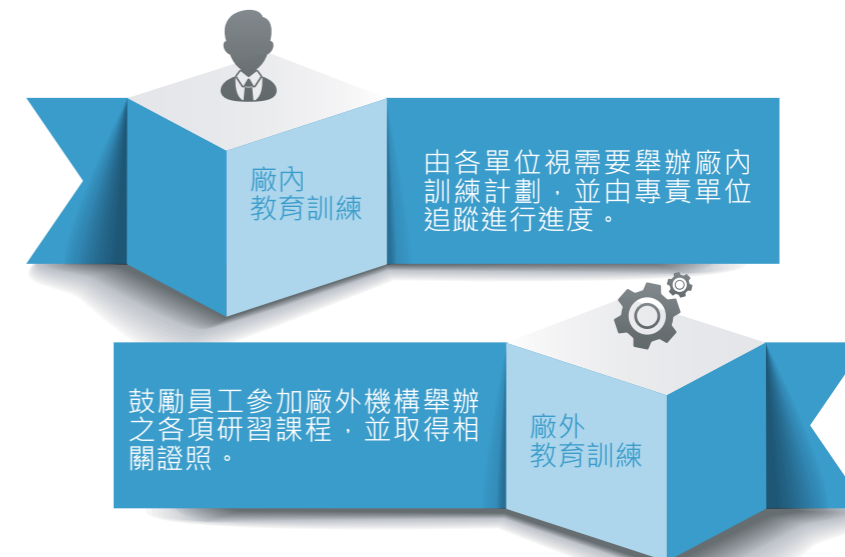 廠內
教育訓練
由各單位視需要舉辦廠內
訓練計劃，並由專責單位
追蹤進行進度。
鼓勵員工參加廠外機構舉辦
之各項研習課程，並取得相
關證照。
廠外
教育訓練